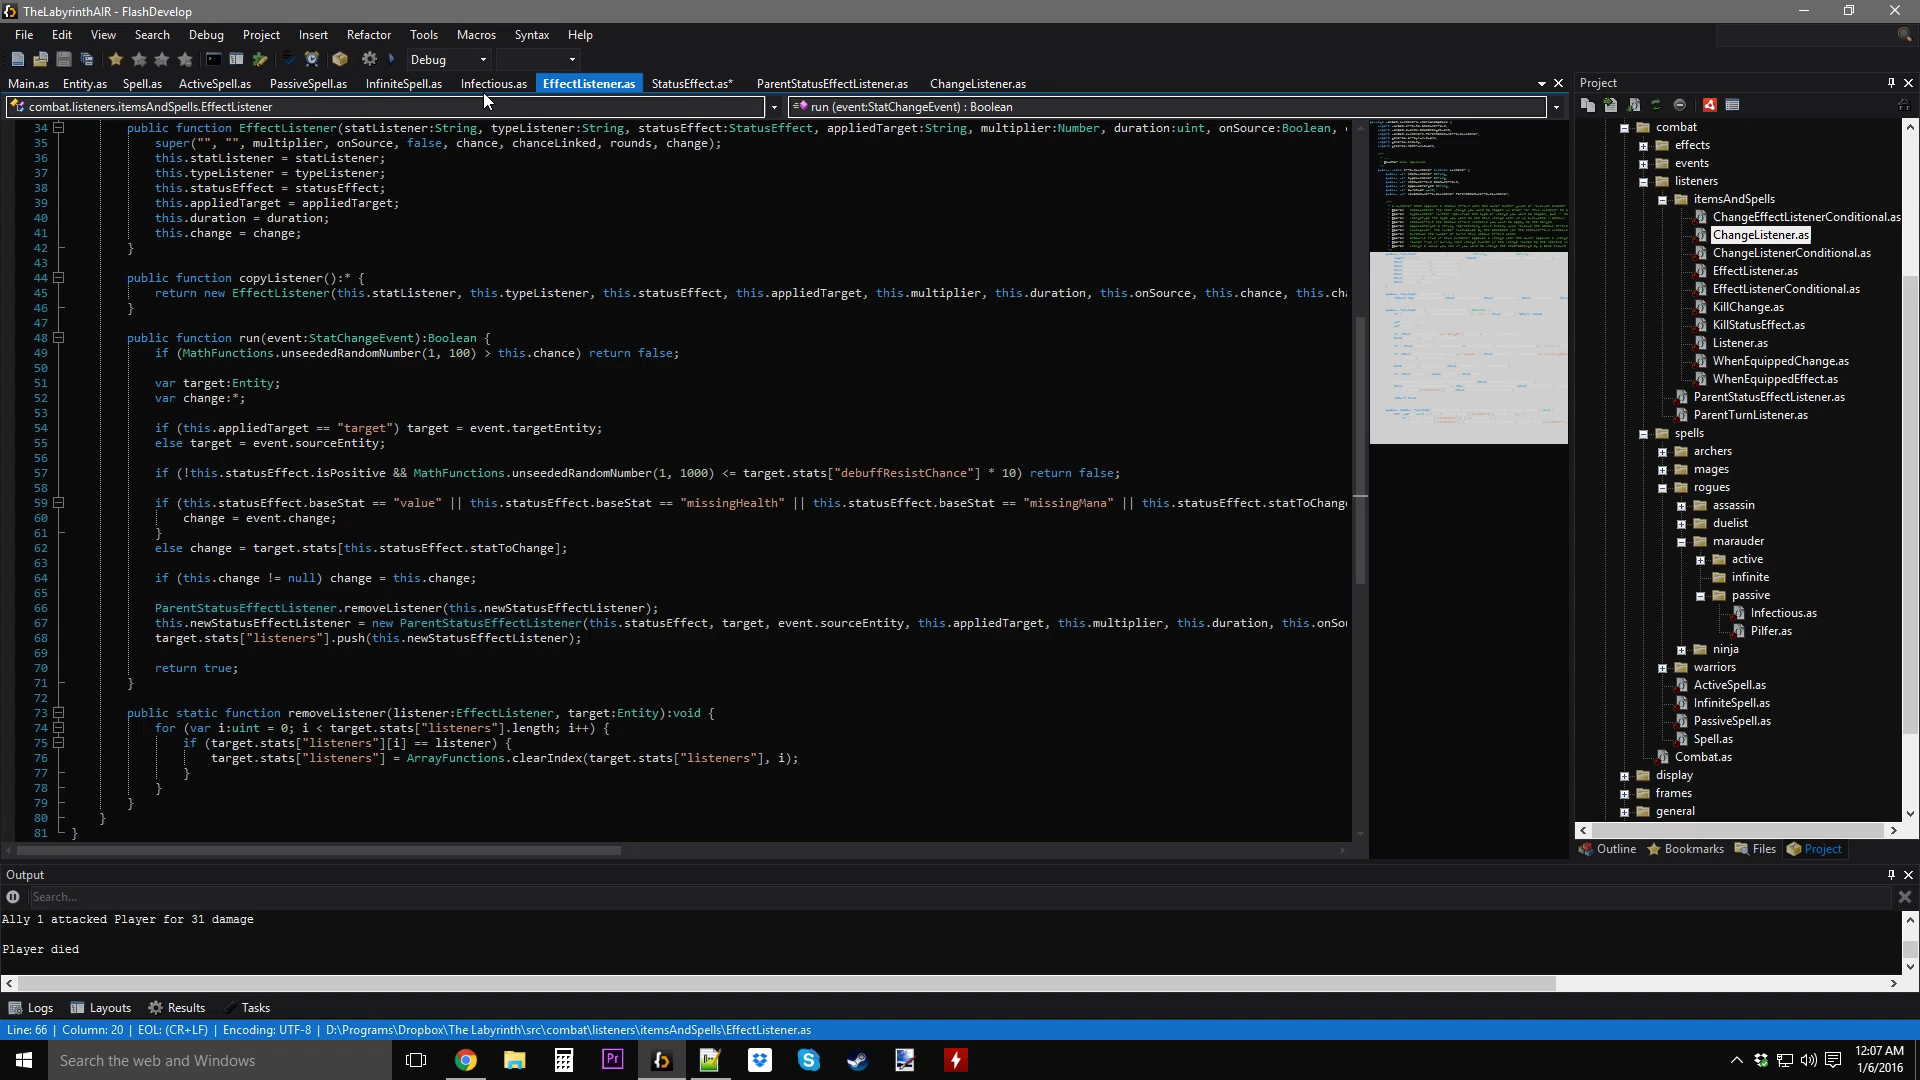 TheLabyrinthAIR - FlashDevelop
File Edit View Search Debug Project Insert Refactor Tools Macros Syntax Help
Debug
Main.as Entity.as Spell.as ActiveSpell.as PassiveSpell.as InfiniteSpell.as Infectious.as EffectListener.as StatusEffect.as* ParentStatusEffectListener.as ChangeListener.as
combat.listeners.itemsAndSpells.EffectListener run (event:StatChangeEvent) : Boolean
34 public function EffectListener(statListener:String, typeListener:String, statusEffect:StatusEffect, appliedTarget:String, multiplier:Number, duration:uint, onSource:Boolean,
35 super("", "", multiplier, onSource, false, chance, chanceLinked, rounds, change);
36 this.statListener = statListener;
37 this.typeListener = typeListener;
38 this.statusEffect = statusEffect;
39 this.appliedTarget = appliedTarget;
40 this.duration = duration;
41 this.change = change;
42 }
43
44 public function copyListener():* {
45 return new EffectListener(this.statListener, this.typeListener, this.statusEffect, this.appliedTarget, this.multiplier, this.duration, this.onSource, this.chance, this.cha
46 }
47
48 public function run(event:StatChangeEvent):Boolean {
49 if (MathFunctions.unseededRandomNumber(1, 100) > this.chance) return false;
50
51 var target:Entity;
52 var change:*;
53
54 if (this.appliedTarget == "target") target = event.targetEntity;
55 else target = event.sourceEntity;
56
57 if (!this.statusEffect.isPositive && MathFunctions.unseededRandomNumber(1, 1000) <= target.stats["debuffResistChance"] * 10) return false;
58
59 if (this.statusEffect.baseStat == "value" || this.statusEffect.baseStat == "missingHealth" || this.statusEffect.baseStat == "missingMana" || this.statusEffect.statToChange
60 change = event.change;
61 }
62 else change = target.stats[this.statusEffect.statToChange];
63
64 if (this.change != null) change = this.change;
65
66 ParentStatusEffectListener.removeListener(this.newStatusEffectListener);
67 this.newStatusEffectListener = new ParentStatusEffectListener(this.statusEffect, target, event.sourceEntity, this.appliedTarget, this.multiplier, this.duration, this.onSou
68 target.stats["listeners"].push(this.newStatusEffectListener);
69
70 return true;
71 }
72
73 public static function removeListener(listener:EffectListener, target:Entity):void {
74 for (var i:uint = 0; i < target.stats["listeners"].length; i++) {
75 if (target.stats["listeners"][i] == listener) {
76 target.stats["listeners"] = ArrayFunctions.clearIndex(target.stats["listeners"], i);
77 }
78 }
79 }
80 }
81 }
Project
combat
effects
events
listeners
itemsAndSpells
ChangeEffectListenerConditional.as
ChangeListener.as
ChangeListenerConditional.as
EffectListener.as
EffectListenerConditional.as
KillChange.as
KillStatusEffect.as
Listener.as
WhenEquippedChange.as
WhenEquippedEffect.as
ParentStatusEffectListener.as
ParentTurnListener.as
spells
archers
mages
rogues
assassin
duelist
marauder
active
infinite
passive
Infectious.as
Pilfer.as
ninja
warriors
ActiveSpell.as
InfiniteSpell.as
PassiveSpell.as
Spell.as
Combat.as
display
frames
general
Outline Bookmarks Files Project
Output
Search...
Ally 1 attacked Player for 31 damage
Player died
Logs Layouts Results Tasks
Line: 66 | Column: 20 | EOL: (CR+LF) | Encoding: UTF-8 | D:\Programs\Dropbox\The Labyrinth\src\combat\listeners\itemsAndSpells\EffectListener.as
Search the web and Windows
Pr
12:07 AM
1/6/2016